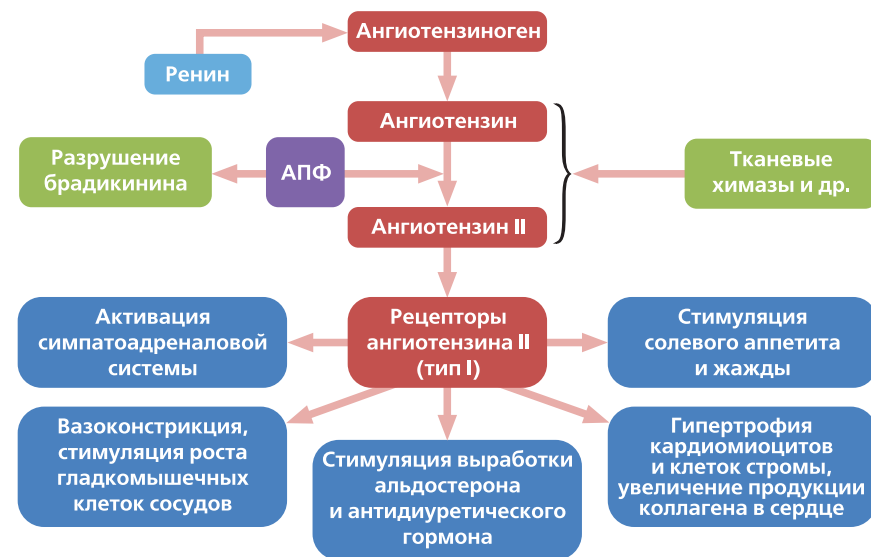 Ангиотензиноген
Ренин
Ангиотензин
Разрушение
брадикинина
АПФ
Тканевые
химазы и др.
Ангиотензин II
Активация
симпатоадреналовой
системы
Рецепторы
ангиотензина II
(тип I)
Стимуляция
солевого аппетита
и жажды
Вазоконстрикция,
стимуляция роста
гладкомышечных
клеток сосудов
Стимуляция выработки
альдостерона
и антидиуретического
гормона
Гипертрофия
кардиомиоцитов
и клеток стромы,
увеличение продукции
коллагена в сердце